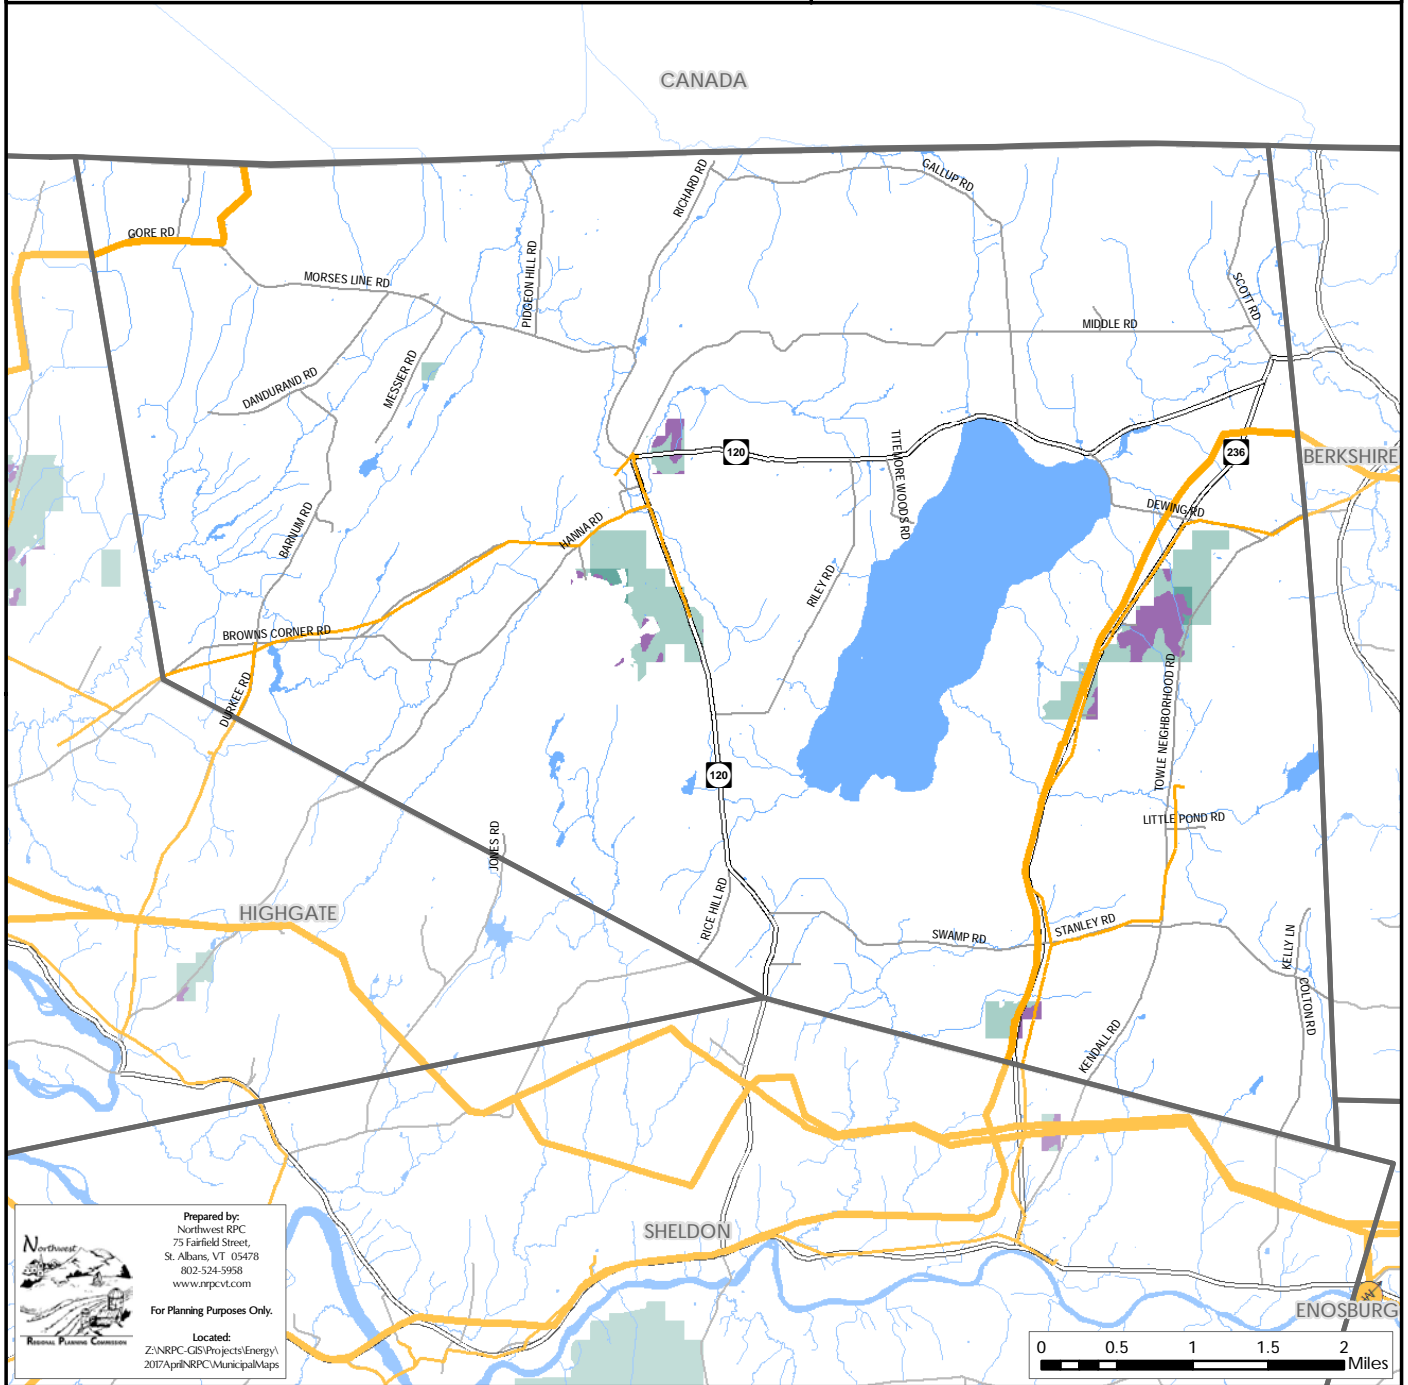 CANADA
RICHARD RD
GALLUP RD
GORE RD
PIDGEON HILL RD
MORSES LINE RD
SCOTT RD
MIDDLE RD
DANDURAND RD
MESSIER RD
120
TITEMORE WOODS RD
236
BERKSHIRE
DEWING RD
BARNUM RD
HANNA RD
RILEY RD
BROWNS CORNER RD
DURKEE RD
TOWLE NEIGHBORHOOD RD
120
LITTLE POND RD
JONES RD
HIGHGATE
RICE HILL RD
SWAMP RD
STANLEY RD
KELLY LN
COLTON RD
KENDALL RD
SHELDON
ENOSBURG
Northwest
REGIONAL PLANNING COMMISSION
Prepared by:
Northwest RPC
75 Fairfield Street,
St. Albans, VT 05478
802-524-5958
www.nrpcvt.com
For Planning Purposes Only.
Located:
Z:\NRPC-GIS\Projects\Energy\
2017AprilNRPC\MunicipalMaps
0 0.5 1 1.5 2
Miles